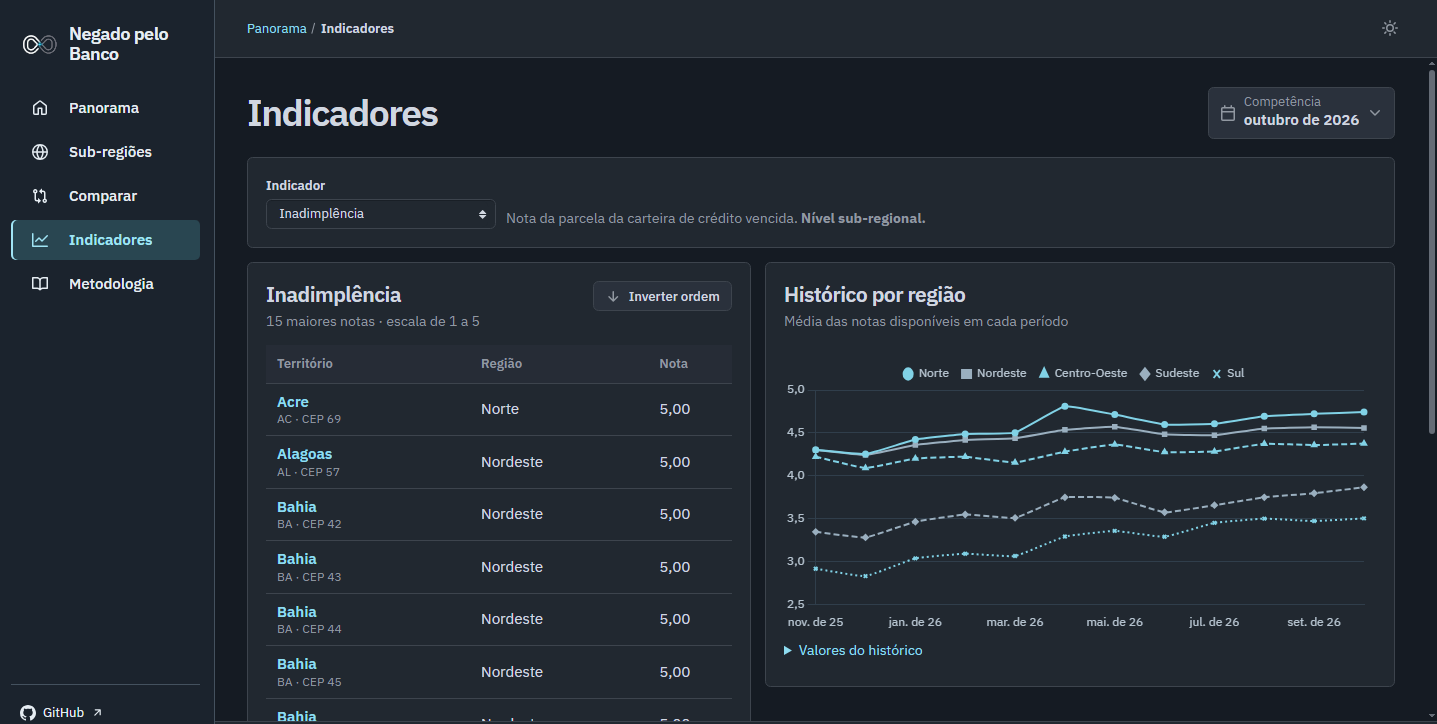 Negado pelo
Banco
Panorama
Sub-regiões
Comparar
Indicadores
Metodologia
GitHub ↗
Panorama / Indicadores
Indicadores
Competência
outubro de 2026
Indicador
Inadimplência
Nota da parcela da carteira de crédito vencida. Nível sub-regional.
Inadimplência
Inverter ordem
15 maiores notas · escala de 1 a 5
Território Região Nota
Acre
AC · CEP 69
Norte 5,00
Alagoas
AL · CEP 57
Nordeste 5,00
Bahia
BA · CEP 42
Nordeste 5,00
Bahia
BA · CEP 43
Nordeste 5,00
Bahia
BA · CEP 44
Nordeste 5,00
Bahia
BA · CEP 45
Nordeste 5,00
Bahia
Histórico por região
Média das notas disponíveis em cada período
Norte Nordeste Centro-Oeste Sudeste Sul
5,0
4,5
4,0
3,5
3,0
2,5
nov. de 25 jan. de 26 mar. de 26 mai. de 26 jul. de 26 set. de 26
Valores do histórico